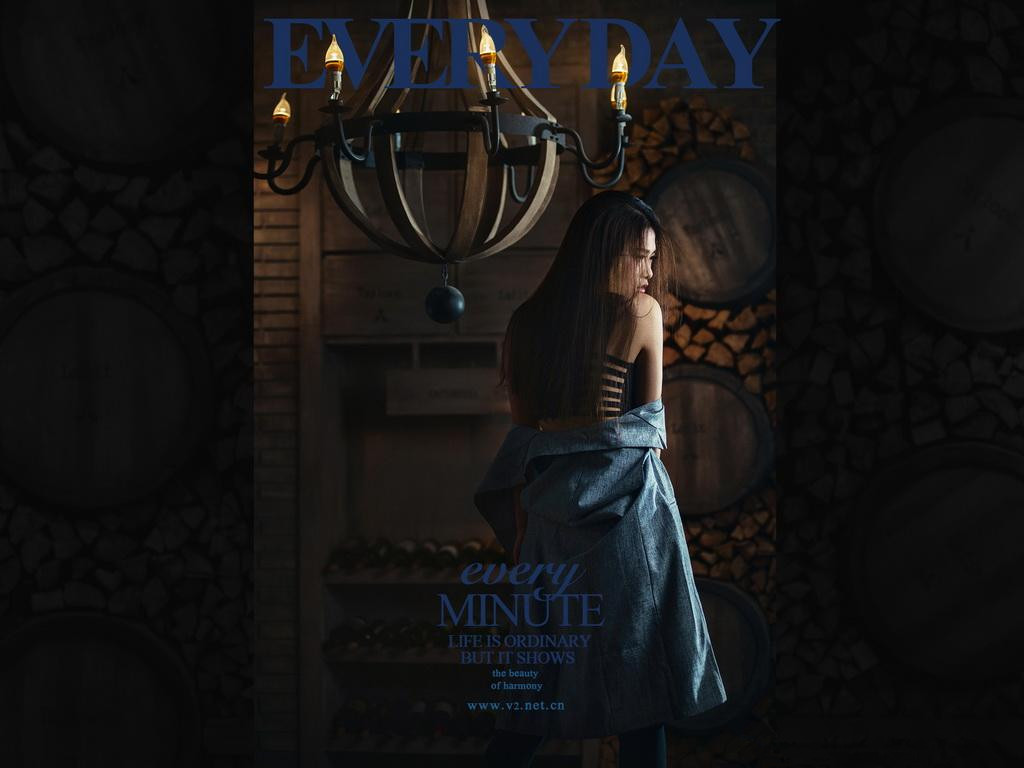 EVERYDAY
every
MINUTE
LIFE IS ORDINARY
BUT IT SHOWS
the beauty
of harmony
www.v2.net.cn